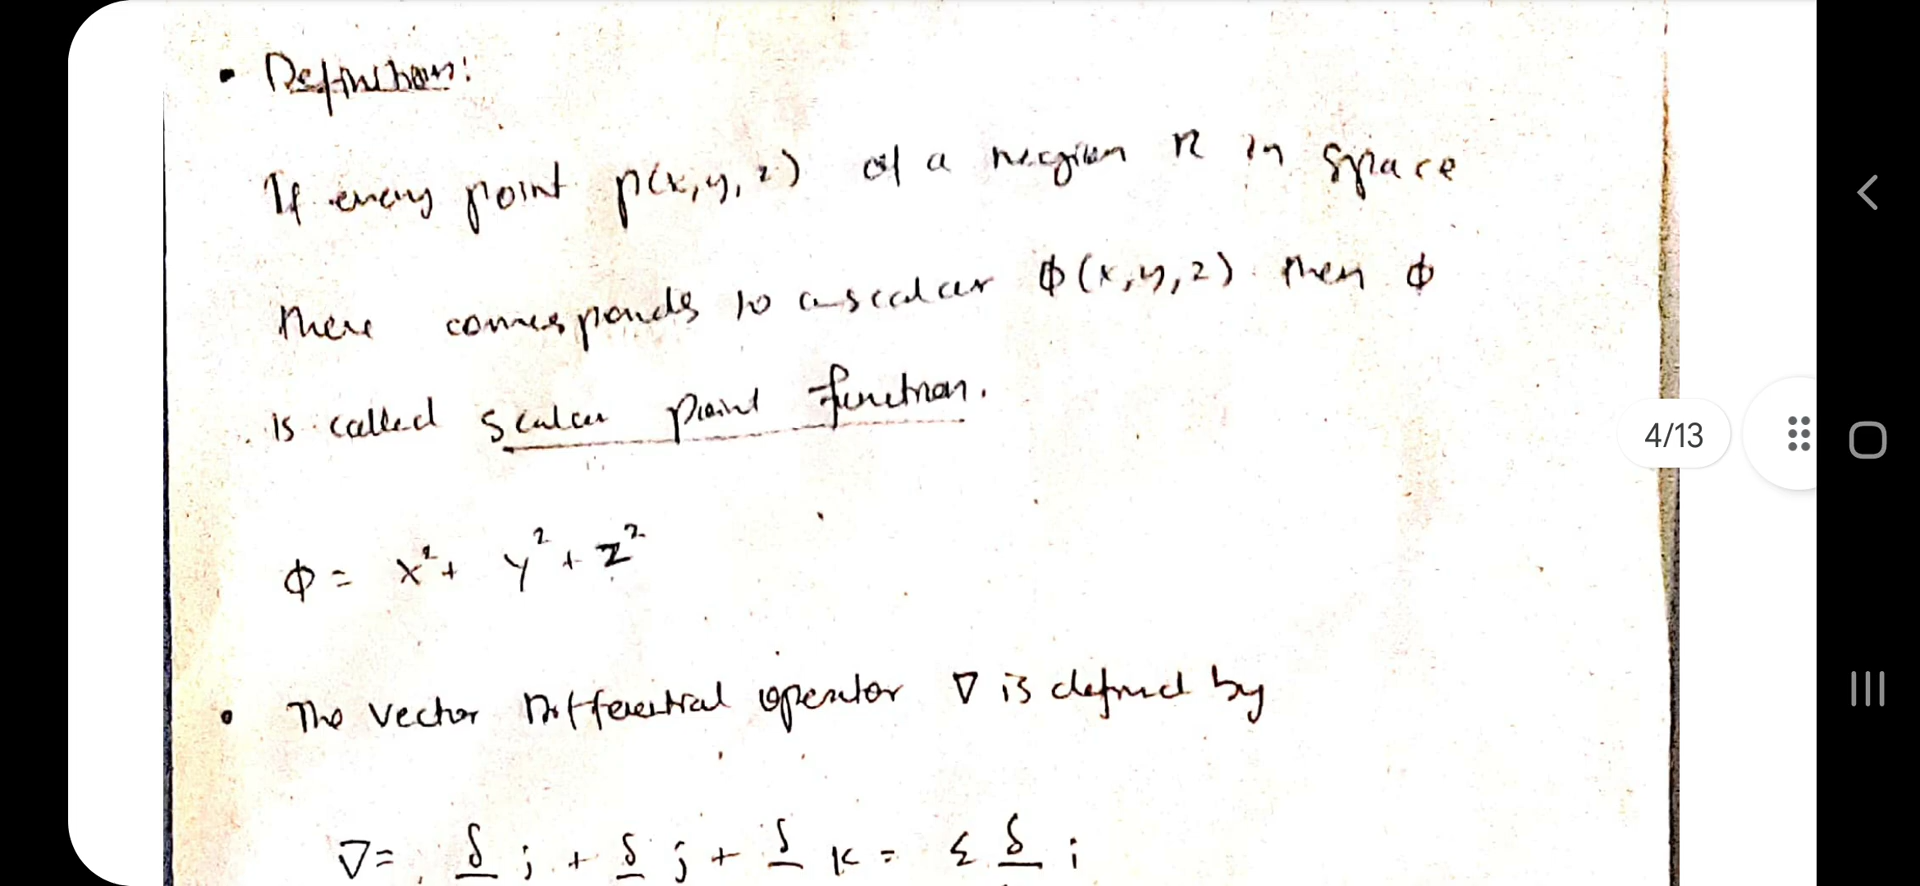 • Definition:
If every point p(x,y,z) of a region R in space
there corresponds to a scalar ϕ(x,y,z) then ϕ
is called scalar point function.
4/13
ϕ = x² + y² + z²
• The vector Differential operator ∇ is defined by
∇ = δ i + δ j + δ k = Σ δ i